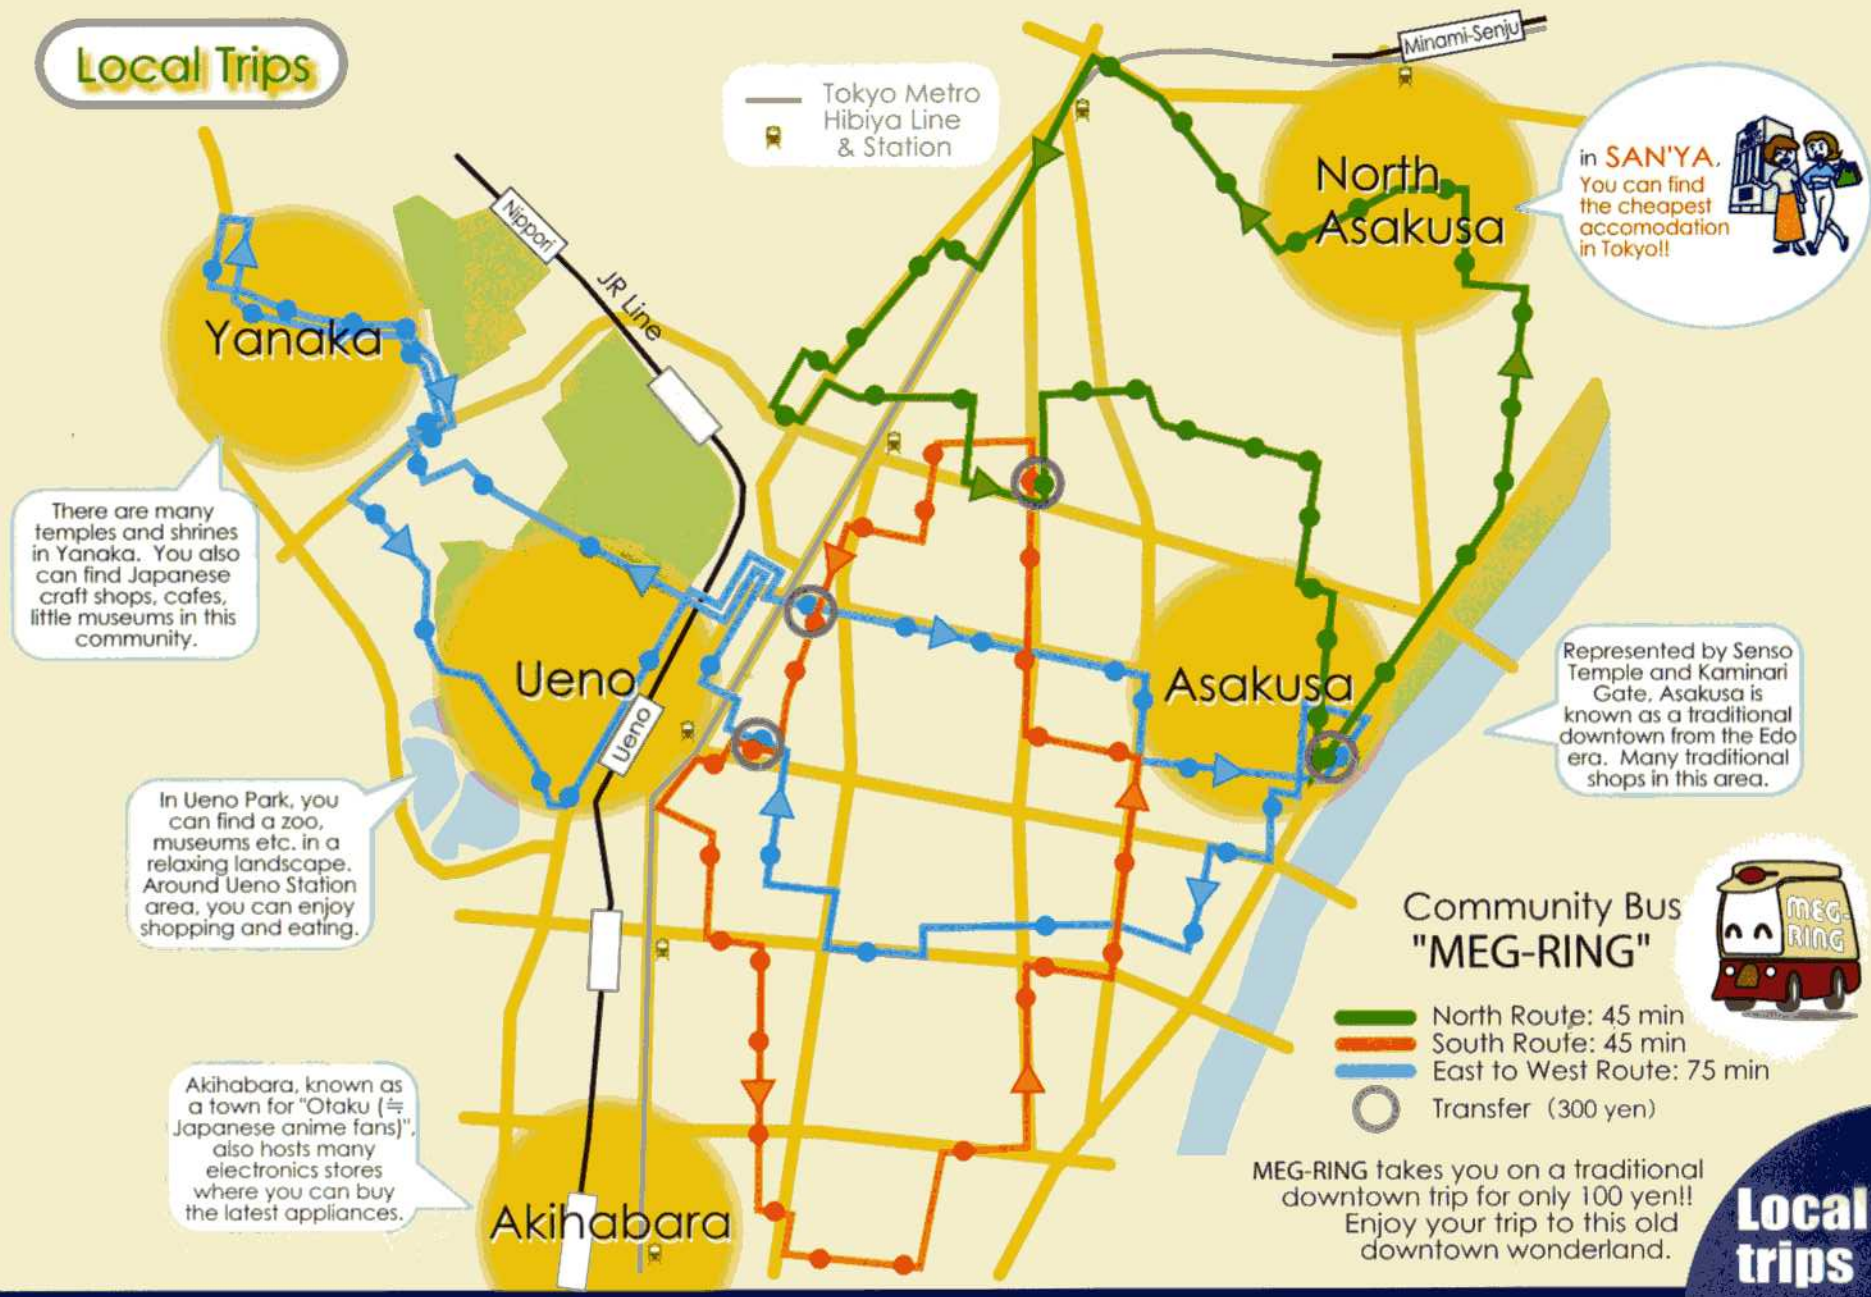 Local Trips
Tokyo Metro
Hibiya Line
& Station
Minami-Senju
in SAN'YA,
You can find
the cheapest
accomodation
in Tokyo!!
North
Asakusa
Nippori
JR Line
Yanaka
There are many
temples and shrines
in Yanaka. You also
can find Japanese
craft shops, cafes,
little museums in this
community.
Ueno
Ueno
Asakusa
Represented by Senso
Temple and Kaminari
Gate, Asakusa is
known as a traditional
downtown from the Edo
era. Many traditional
shops in this area.
In Ueno Park, you
can find a zoo,
museums etc. in a
relaxing landscape.
Around Ueno Station
area, you can enjoy
shopping and eating.
Community Bus
"MEG-RING"
MEG-
RING
North Route: 45 min
South Route: 45 min
East to West Route: 75 min
Transfer (300 yen)
Akihabara, known as
a town for "Otaku (≒
Japanese anime fans)",
also hosts many
electronics stores
where you can buy
the latest appliances.
Akihabara
MEG-RING takes you on a traditional
downtown trip for only 100 yen!!
Enjoy your trip to this old
downtown wonderland.
Local
trips